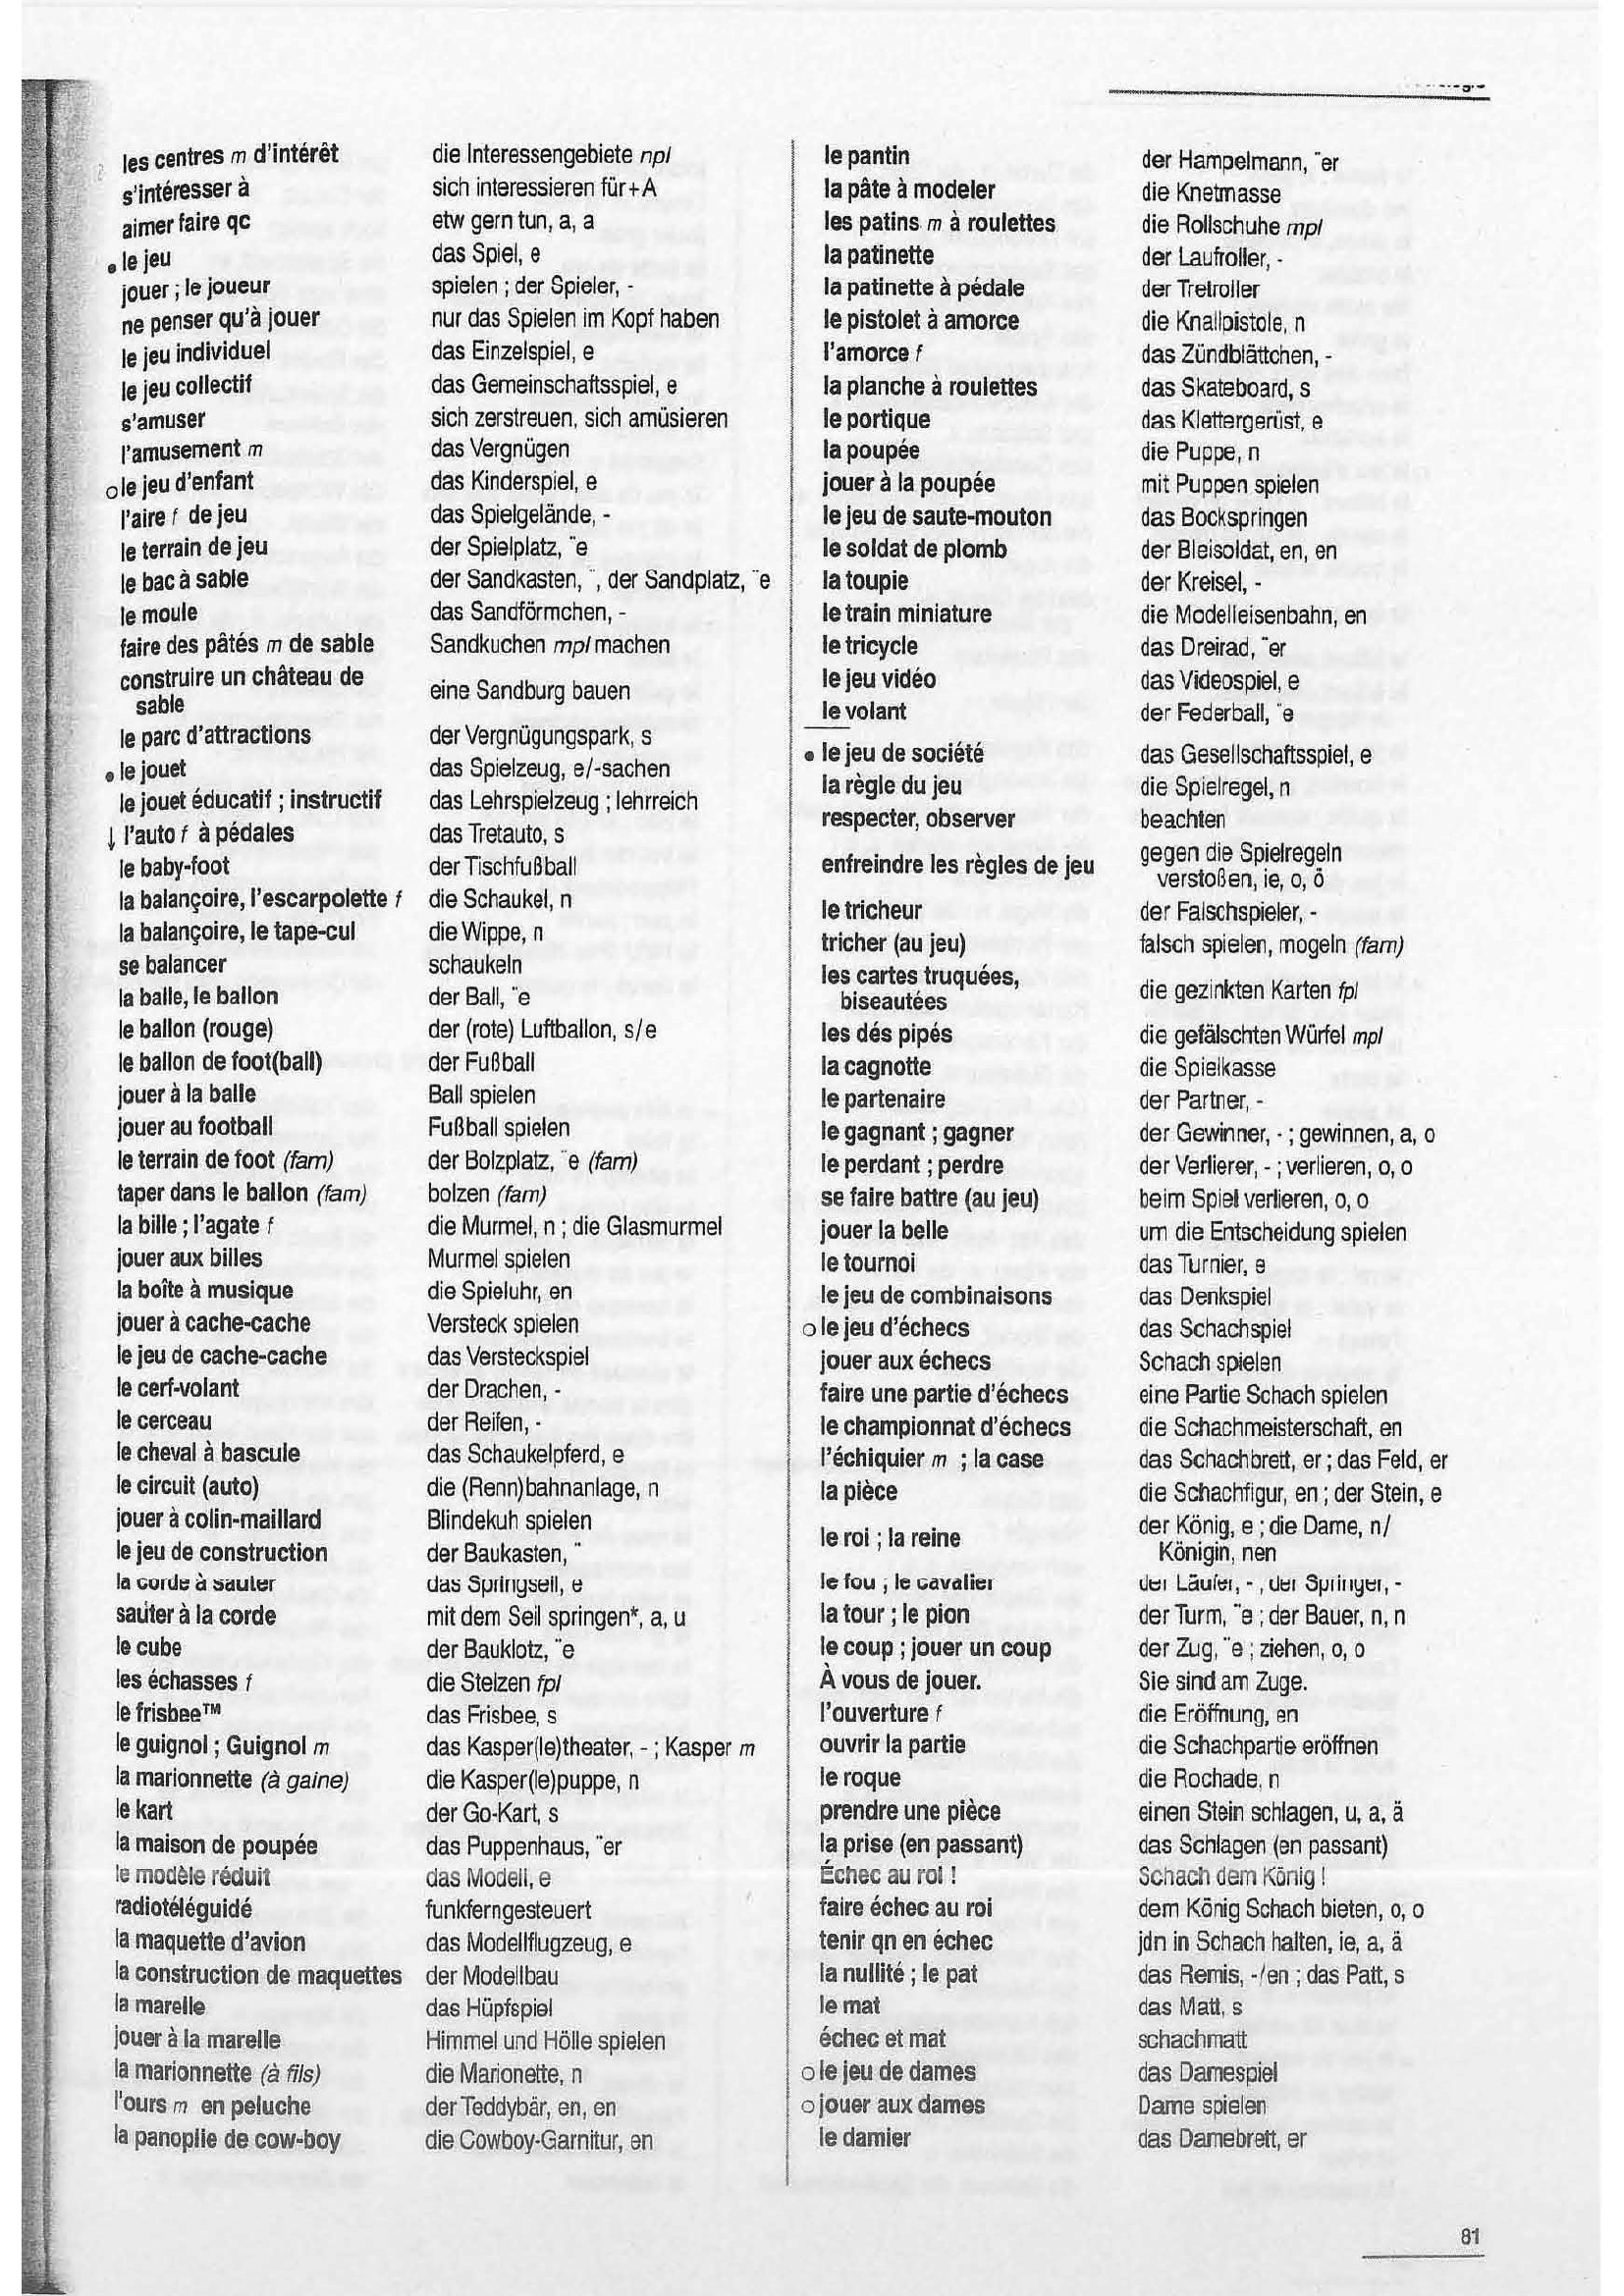 les centres m d'intérêt die Interessengebiete npl
s'intéresser à sich interessieren für+A
aimer faire qc etw gern tun, a, a
• le jeu das Spiel, e
jouer ; le joueur spielen ; der Spieler, -
ne penser qu'à jouer nur das Spielen im Kopf haben
le jeu individuel das Einzelspiel, e
le jeu collectif das Gemeinschaftsspiel, e
s'amuser sich zerstreuen, sich amüsieren
l'amusement m das Vergnügen
o le jeu d'enfant das Kinderspiel, e
l'aire f de jeu das Spielgelände, -
le terrain de jeu der Spielplatz, ¨e
le bac à sable der Sandkasten, ¨, der Sandplatz, ¨e
le moule das Sandförmchen, -
faire des pâtés m de sable Sandkuchen mpl machen
construire un château de
sable eine Sandburg bauen
le parc d'attractions der Vergnügungspark, s
• le jouet das Spielzeug, e/-sachen
le jouet éducatif ; instructif das Lehrspielzeug ; lehrreich
↓ l'auto f à pédales das Tretauto, s
le baby-foot der Tischfußball
la balançoire, l'escarpolette f die Schaukel, n
la balançoire, le tape-cul die Wippe, n
se balancer schaukeln
la balle, le ballon der Ball, ¨e
le ballon (rouge) der (rote) Luftballon, s/e
le ballon de foot(ball) der Fußball
jouer à la balle Ball spielen
jouer au football Fußball spielen
le terrain de foot (fam) der Bolzplatz, ¨e (fam)
taper dans le ballon (fam) bolzen (fam)
la bille ; l'agate f die Murmel, n ; die Glasmurmel
jouer aux billes Murmel spielen
la boîte à musique die Spieluhr, en
jouer à cache-cache Versteck spielen
le jeu de cache-cache das Versteckspiel
le cerf-volant der Drachen, -
le cerceau der Reifen, -
le cheval à bascule das Schaukelpferd, e
le circuit (auto) die (Renn)bahnanlage, n
jouer à colin-maillard Blindekuh spielen
le jeu de construction der Baukasten, ¨
la corde à sauter das Springseil, e
sauter à la corde mit dem Seil springen*, a, u
le cube der Bauklotz, ¨e
les échasses f die Stelzen fpl
le frisbee™ das Frisbee, s
le guignol ; Guignol m das Kasper(le)theater, - ; Kasper m
la marionnette (à gaine) die Kasper(le)puppe, n
le kart der Go-Kart, s
la maison de poupée das Puppenhaus, ¨er
le modèle réduit das Modell, e
radiotéléguidé funkferngesteuert
la maquette d'avion das Modellflugzeug, e
la construction de maquettes der Modellbau
la marelle das Hüpfspiel
jouer à la marelle Himmel und Hölle spielen
la marionnette (à fils) die Marionette, n
l'ours m en peluche der Teddybär, en, en
la panoplie de cow-boy die Cowboy-Garnitur, en
le pantin der Hampelmann, ¨er
la pâte à modeler die Knetmasse
les patins m à roulettes die Rollschuhe mpl
la patinette der Laufroller, -
la patinette à pédale der Tretroller
le pistolet à amorce die Knallpistole, n
l'amorce f das Zündblättchen, -
la planche à roulettes das Skateboard, s
le portique das Klettergerüst, e
la poupée die Puppe, n
jouer à la poupée mit Puppen spielen
le jeu de saute-mouton das Bockspringen
le soldat de plomb der Bleisoldat, en, en
la toupie der Kreisel, -
le train miniature die Modelleisenbahn, en
le tricycle das Dreirad, ¨er
le jeu vidéo das Videospiel, e
le volant der Federball, ¨e
• le jeu de société das Gesellschaftsspiel, e
la règle du jeu die Spielregel, n
respecter, observer beachten
enfreindre les règles de jeu gegen die Spielregeln
verstoßen, ie, o, ö
le tricheur der Falschspieler, -
tricher (au jeu) falsch spielen, mogeln (fam)
les cartes truquées,
biseautées die gezinkten Karten fpl
les dés pipés die gefälschten Würfel mpl
la cagnotte die Spielkasse
le partenaire der Partner, -
le gagnant ; gagner der Gewinner, - ; gewinnen, a, o
le perdant ; perdre der Verlierer, - ; verlieren, o, o
se faire battre (au jeu) beim Spiel verlieren, o, o
jouer la belle um die Entscheidung spielen
le tournoi das Turnier, e
le jeu de combinaisons das Denkspiel
o le jeu d'échecs das Schachspiel
jouer aux échecs Schach spielen
faire une partie d'échecs eine Partie Schach spielen
le championnat d'échecs die Schachmeisterschaft, en
l'échiquier m ; la case das Schachbrett, er ; das Feld, er
la pièce die Schachfigur, en ; der Stein, e
le roi ; la reine der König, e ; die Dame, n/
Königin, nen
le fou ; le cavalier der Läufer, - , der Springer, -
la tour ; le pion der Turm, ¨e ; der Bauer, n, n
le coup ; jouer un coup der Zug, ¨e ; ziehen, o, o
À vous de jouer. Sie sind am Zuge.
l'ouverture f die Eröffnung, en
ouvrir la partie die Schachpartie eröffnen
le roque die Rochade, n
prendre une pièce einen Stein schlagen, u, a, ä
la prise (en passant) das Schlagen (en passant)
Échec au roi ! Schach dem König !
faire échec au roi dem König Schach bieten, o, o
tenir qn en échec jdn in Schach halten, ie, a, ä
la nullité ; le pat das Remis, -/en ; das Patt, s
le mat das Matt, s
échec et mat schachmatt
o le jeu de dames das Damespiel
o jouer aux dames Dame spielen
le damier das Damebrett, er
81